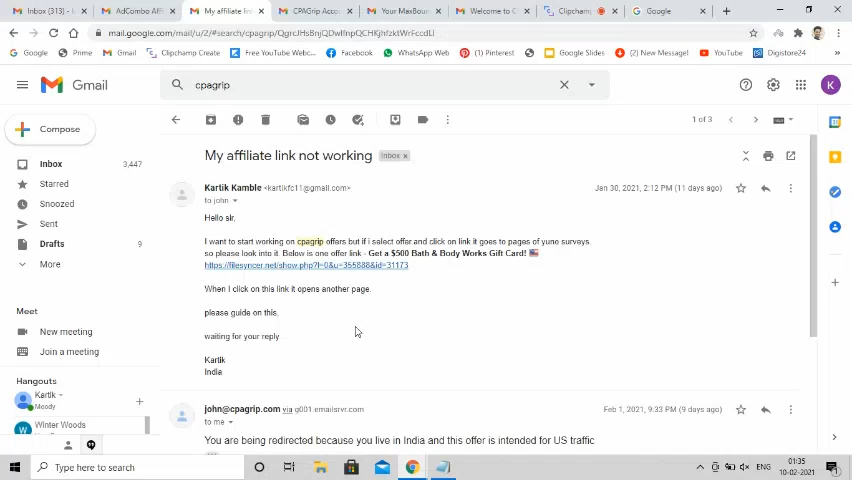 Inbox (313) -
AdCombo Affi
My affiliate lin
CPAGrip Acco
Your MaxBoun
Welcome to C
Clipchamp
Google
mail.google.com/mail/u/2/#search/cpagrip/
Google
Prime
Gmail
Clipchamp Create
Free YouTube Webc...
Facebook
WhatsApp Web
(1) Pinterest
Google Slides
(2) New Message!
YouTube
Digistore24
Gmail
cpagrip
K
Compose
1 of 3
My affiliate link not working
Inbox x
Inbox
3,447
Starred
Snoozed
Sent
Drafts
9
More
Kartik Kamble <kartikfc11@gmail.com>
Jan 30, 2021, 2:12 PM (11 days ago)
to john
Hello sir,
I want to start working on cpagrip offers but if i select offer.and click on link it goes to pages of yuno surveys.
so please look into it. Below is one offer link - Get a $500 Bath & Body Works Gift Card!
https://filesyncer.net/show.php?l=0&u=355888&id=31173
When I click on this link it opens another page.
please guide on this,
waiting for your reply
Kartik
India
Meet
New meeting
Join a meeting
Hangouts
Kartik
Moody
Winter Woods
john@cpagrip.com via g001.emailsrvr.com
Feb 1, 2021, 9:33 PM (9 days ago)
to me
You are being redirected because you live in India and this offer is intended for US traffic
Type here to search
ENG
01:35
10-02-2021